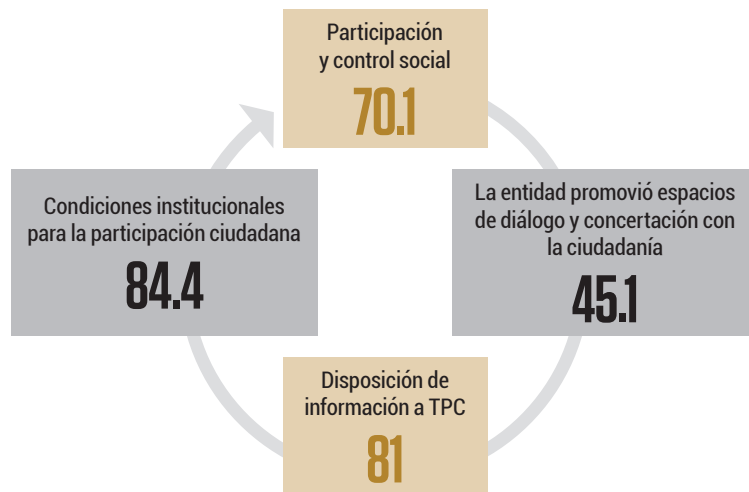 Participación
y control social
70.1
Condiciones institucionales
para la participación ciudadana
84.4
La entidad promovió espacios
de diálogo y concertación con
la ciudadanía
45.1
Disposición de
información a TPC
81